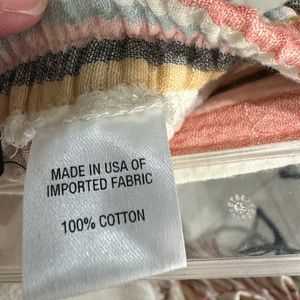 MADE IN USA OF
IMPORTED FABRIC
100% COTTON